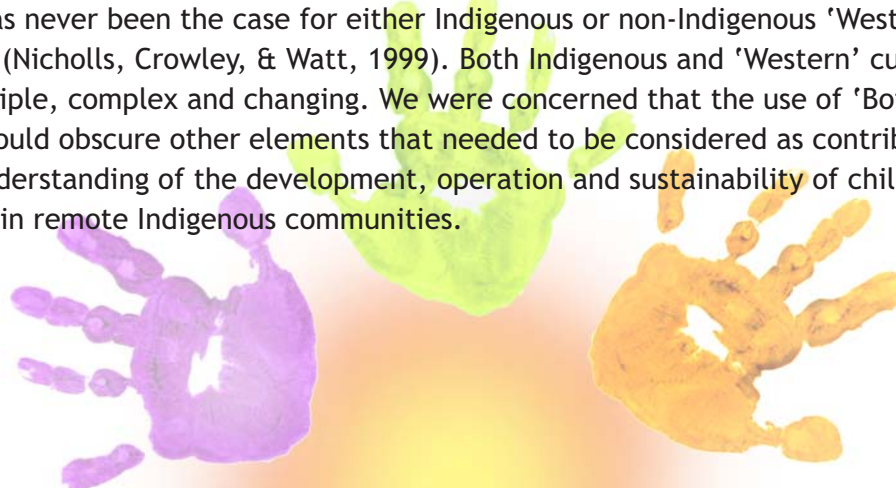 as never been the case for either Indigenous or non-Indigenous ‘West
(Nicholls, Crowley, & Watt, 1999). Both Indigenous and ‘Western’ cu
iple, complex and changing. We were concerned that the use of ‘Bo
ould obscure other elements that needed to be considered as contrib
derstanding of the development, operation and sustainability of chil
in remote Indigenous communities.